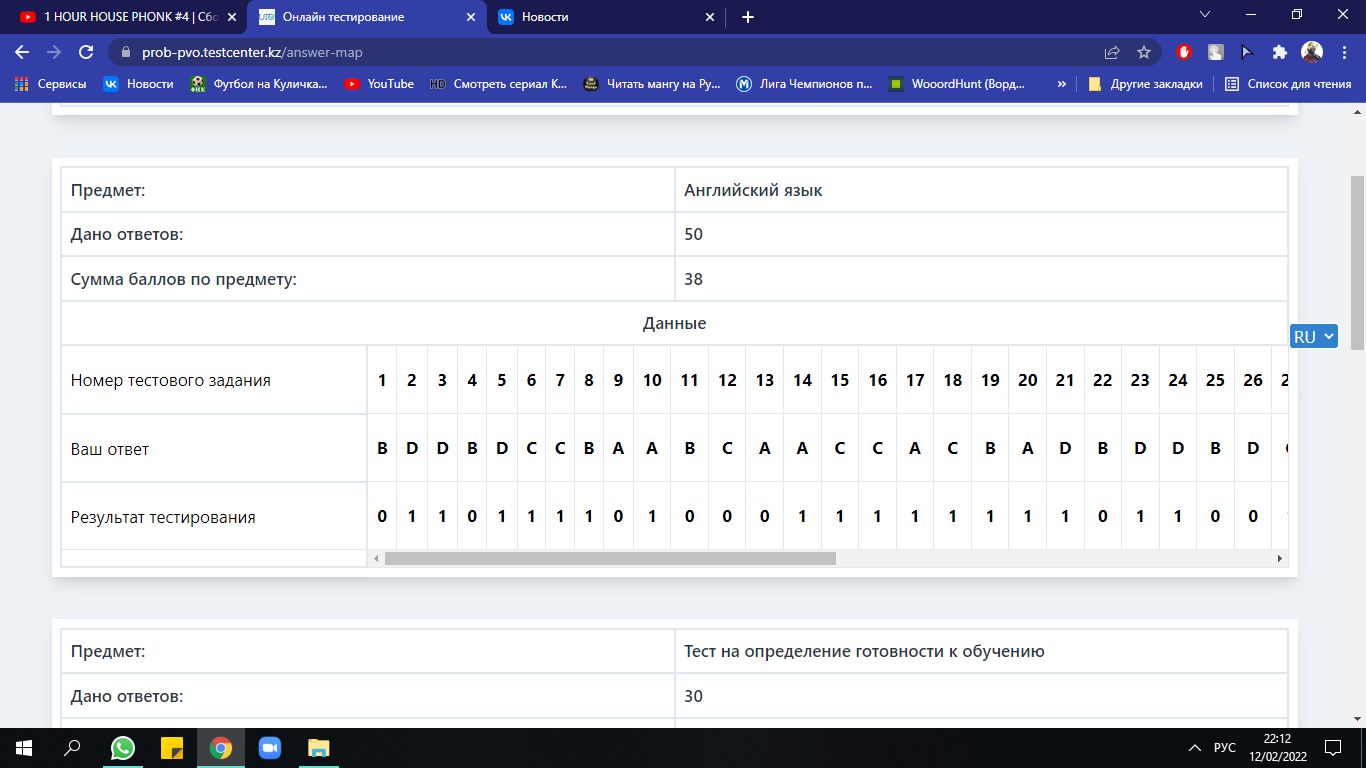 1 HOUR HOUSE PHONK #4 | Сбо
Онлайн тестирование
Новости
prob-pvo.testcenter.kz/answer-map
Сервисы Новости Футбол на Куличка... YouTube HD Смотреть сериал К... Читать мангу на Ру... Лига Чемпионов п... WooordHunt (Ворд... » Другие закладки Список для чтения
Предмет: Английский язык
Дано ответов: 50
Сумма баллов по предмету: 38
Данные
RU
Номер тестового задания 1 2 3 4 5 6 7 8 9 10 11 12 13 14 15 16 17 18 19 20 21 22 23 24 25 26 2
Ваш ответ B D D B D C C B A A B C A A C C A C B A D B D D B D
Результат тестирования 0 1 1 0 1 1 1 1 0 1 0 0 0 1 1 1 1 1 1 1 1 0 1 1 0 0
Предмет: Тест на определение готовности к обучению
Дано ответов: 30
РУС 22:12
12/02/2022